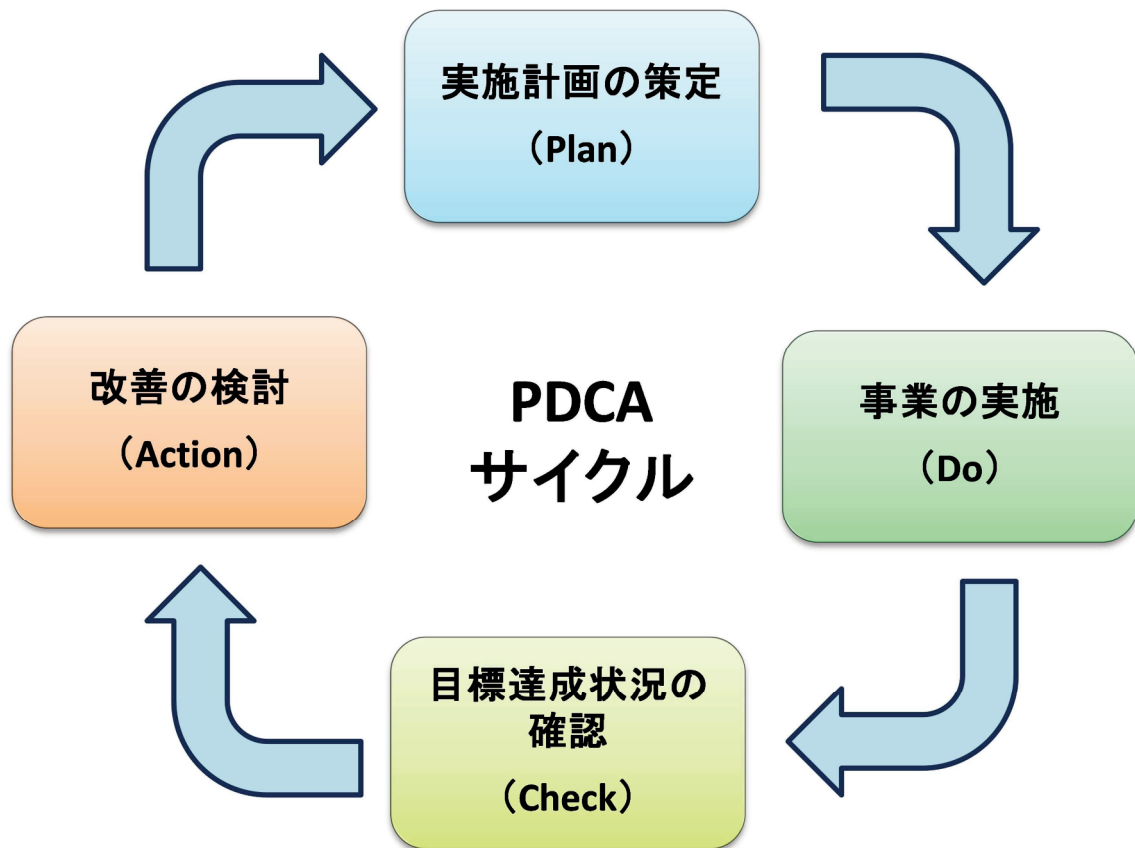 実施計画の策定
（Plan）
事業の実施
（Do）
目標達成状況の
確認
（Check）
改善の検討
（Action）
PDCA
サイクル